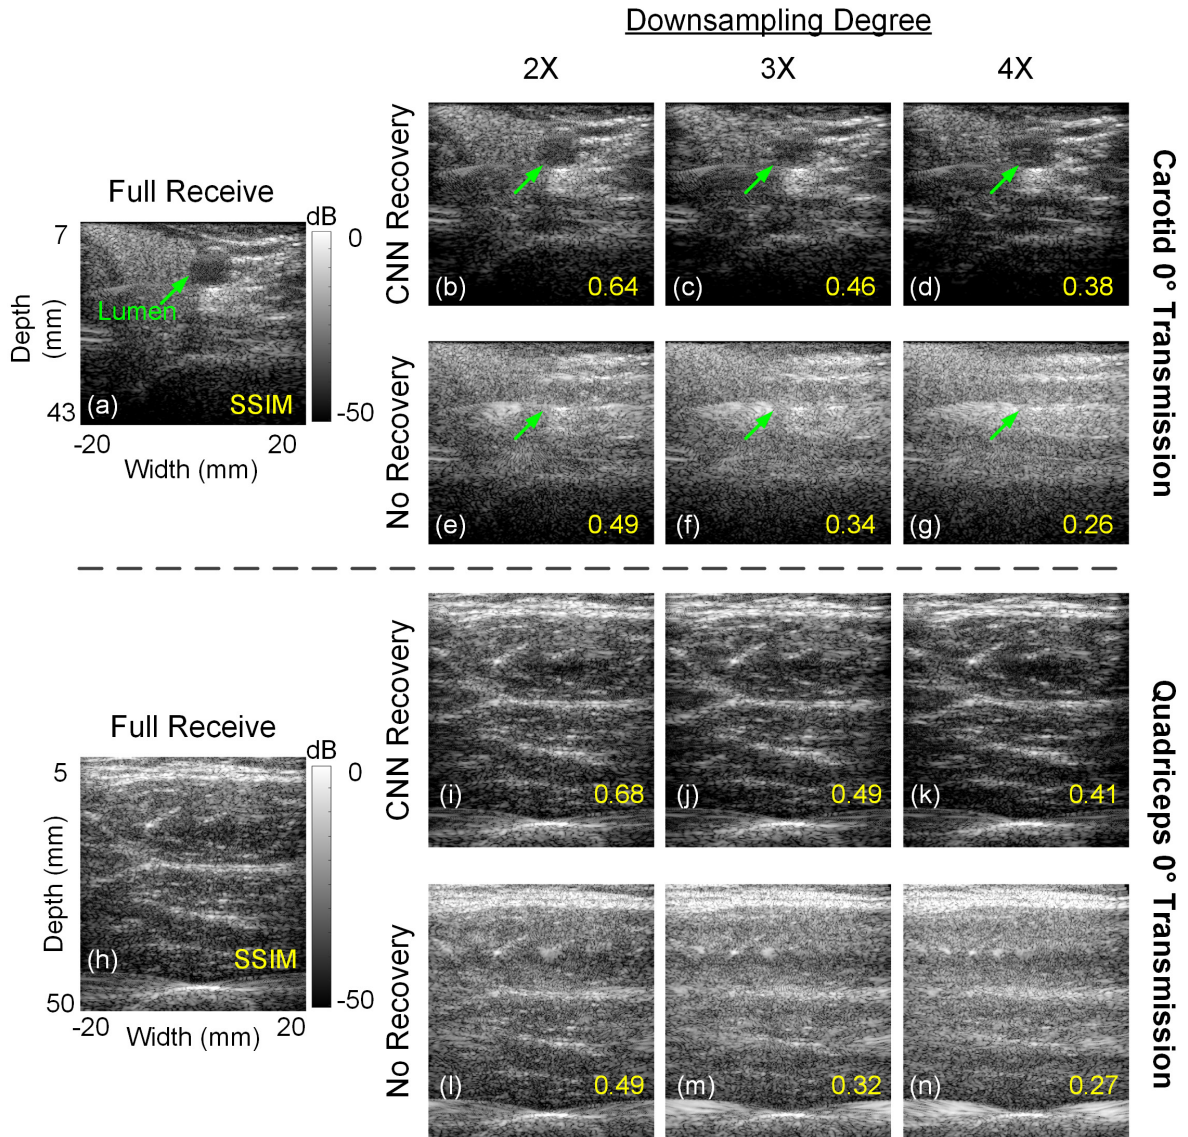 Downsampling Degree
2X 3X 4X
Full Receive
dB
7
0
Depth
(mm)
Lumen
43
(a)
SSIM
-50
-20
20
Width (mm)
CNN Recovery
(b)
0.64
(c)
0.46
(d)
0.38
No Recovery
(e)
0.49
(f)
0.34
(g)
0.26
Carotid 0° Transmission
Full Receive
dB
5
0
Depth (mm)
(h)
SSIM
50
-50
-20
20
Width (mm)
CNN Recovery
(i)
0.68
(j)
0.49
(k)
0.41
No Recovery
(l)
0.49
(m)
0.32
(n)
0.27
Quadriceps 0° Transmission